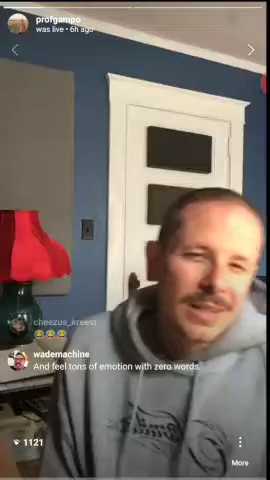 profgampo
was live • 6h ago
cheezus_kreest
😂😂😂
wademachine
And feel tons of emotion with zero words.
1121
More